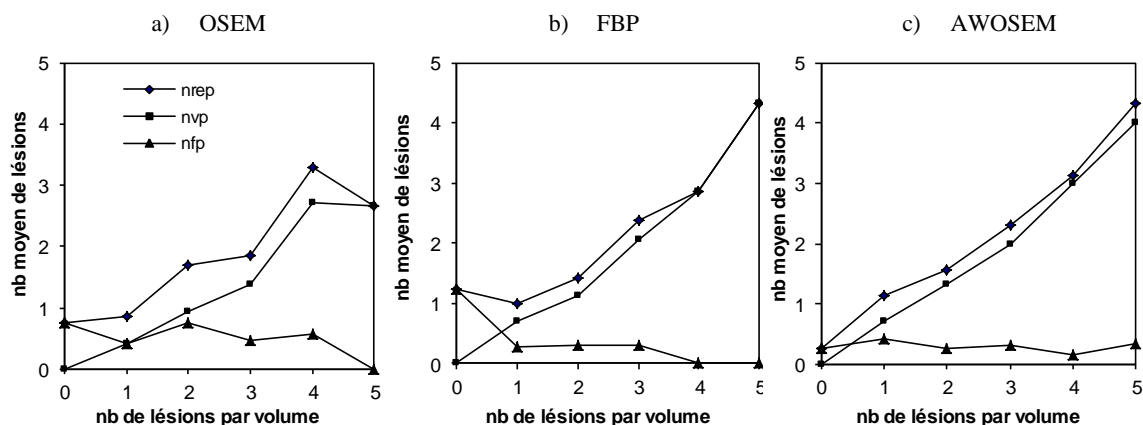 a) OSEM
b) FBP
c) AWOSEM
nb moyen de lésions
5
4
3
2
1
0
nrep
nvp
nfp
0 1 2 3 4 5
nb de lésions par volume
nb moyen de lésions
5
4
3
2
1
0
0 1 2 3 4 5
nb de lésions par volume
nb moyen de lésions
5
4
3
2
1
0
0 1 2 3 4 5
nb de lésions par volume